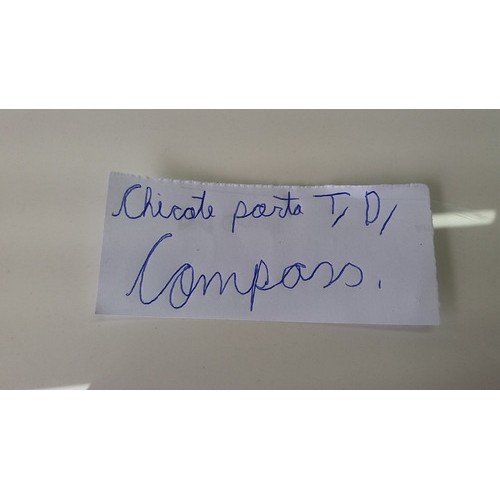 Chicote porta T, D,
Compass.